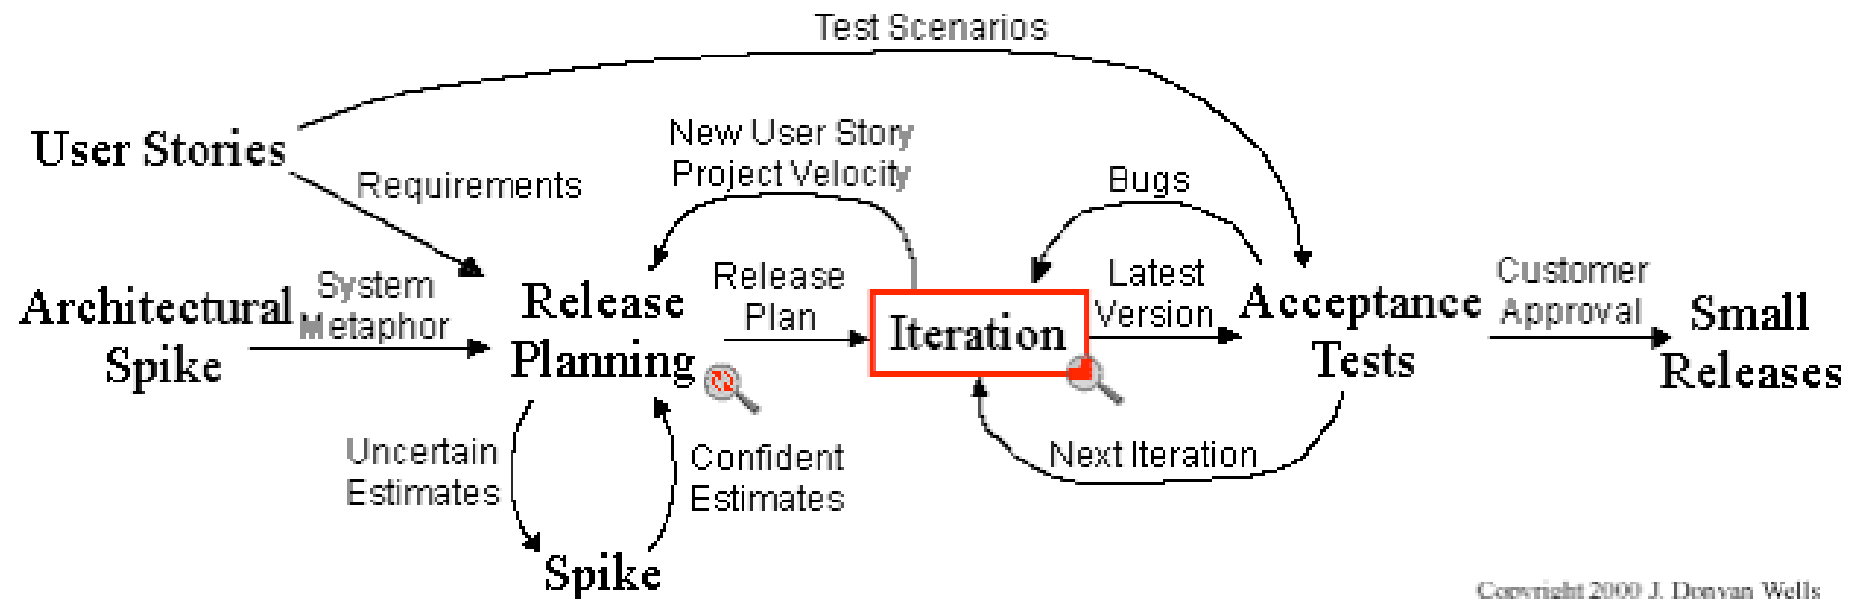 Test Scenarios
User Stories
New User Story
Project Velocity
Requirements
Bugs
Architectural
Spike
System
Metaphor
Release
Planning
Release
Plan
Iteration
Latest
Version
Acceptance
Tests
Customer
Approval
Small
Releases
Uncertain
Estimates
Confident
Estimates
Next Iteration
Spike
Copyright 2000 J. Donvan Wells